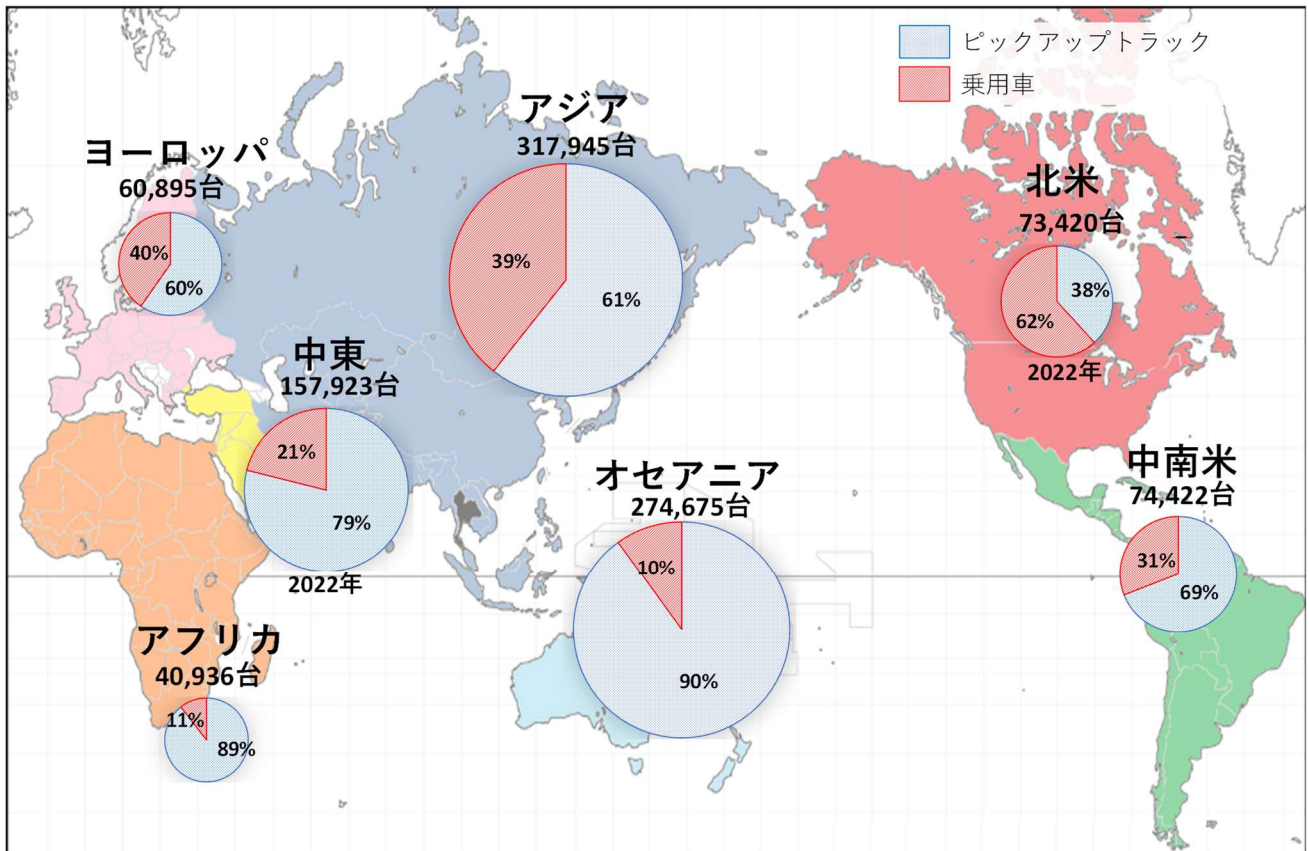 ピックアップトラック
乗用車
アジア
317,945台
39%
61%
ヨーロッパ
60,895台
40%
60%
北米
73,420台
38%
62%
2022年
中東
157,923台
21%
79%
2022年
オセアニア
274,675台
10%
90%
中南米
74,422台
31%
69%
アフリカ
40,936台
11%
89%